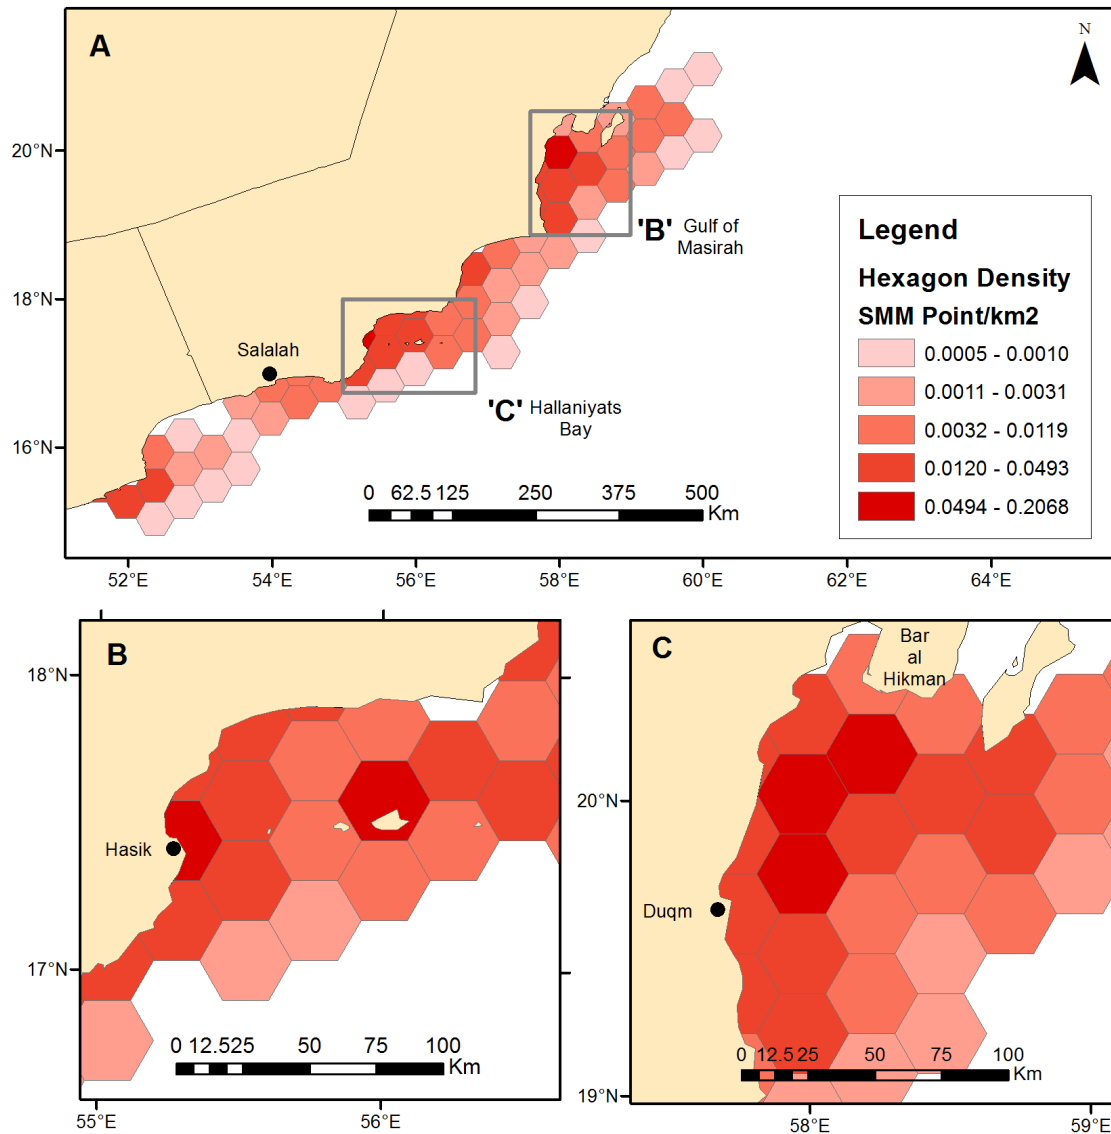 A
N
20°N
18°N
16°N
'B' Gulf of
Masirah
Salalah
'C' Hallaniyats
Bay
0 62.5 125 250 375 500
Km
52°E 54°E 56°E 58°E 60°E 62°E 64°E
Legend
Hexagon Density
SMM Point/km2
0.0005 - 0.0010
0.0011 - 0.0031
0.0032 - 0.0119
0.0120 - 0.0493
0.0494 - 0.2068
B
18°N
Hasik
17°N
0 12.525 50 75 100
Km
55°E 56°E
C
Bar
al
Hikman
20°N
Duqm
0 12.5 25 50 75 100
Km
19°N
58°E 59°E